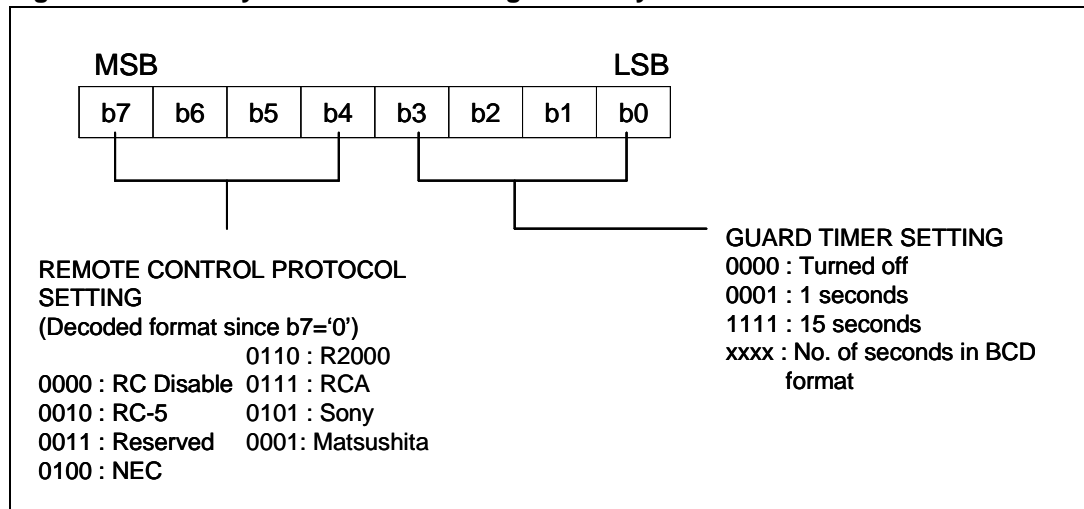 MSB LSB
b7 b6 b5 b4 b3 b2 b1 b0
REMOTE CONTROL PROTOCOL
SETTING
(Decoded format since b7=‘0’)
0110 : R2000
0000 : RC Disable 0111 : RCA
0010 : RC-5 0101 : Sony
0011 : Reserved 0001: Matsushita
0100 : NEC
GUARD TIMER SETTING
0000 : Turned off
0001 : 1 seconds
1111 : 15 seconds
xxxx : No. of seconds in BCD
format